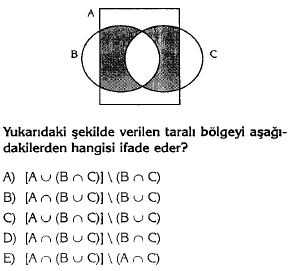 A
B
C
Yukarıdaki şekilde verilen taralı bölgeyi aşağı-
dakilerden hangisi ifade eder?
A) [A ∪ (B ∩ C)] \ (B ∩ C)
B) [A ∩ (B ∪ C)] \ (B ∪ C)
C) [A ∪ (B ∩ C)] \ (B ∪ C)
D) [A ∩ (B ∪ C)] \ (B ∩ C)
E) [A ∩ (B ∪ C)] \ (A ∩ C)